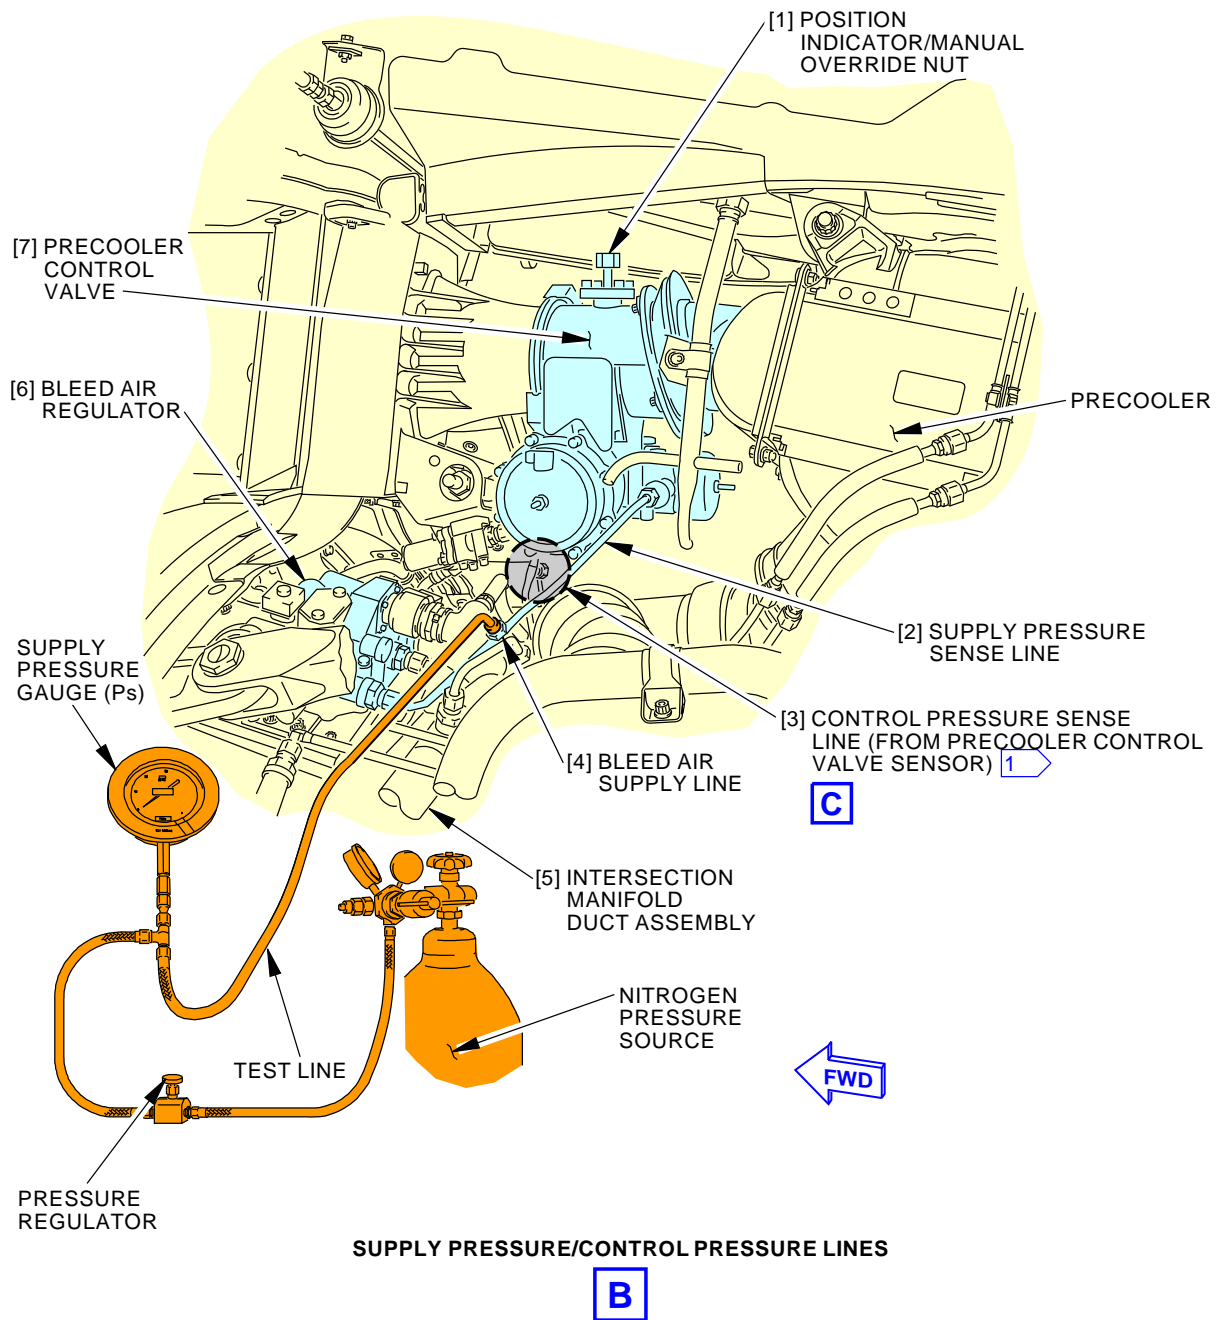 [1] POSITION
INDICATOR/MANUAL
OVERRIDE NUT
[7] PRECOOLER
CONTROL
VALVE
[6] BLEED AIR
REGULATOR
PRECOOLER
[2] SUPPLY PRESSURE
SENSE LINE
SUPPLY
PRESSURE
GAUGE (Ps)
[3] CONTROL PRESSURE SENSE
LINE (FROM PRECOOLER CONTROL
VALVE SENSOR) 1
C
[4] BLEED AIR
SUPPLY LINE
[5] INTERSECTION
MANIFOLD
DUCT ASSEMBLY
NITROGEN
PRESSURE
SOURCE
TEST LINE
FWD
PRESSURE
REGULATOR
SUPPLY PRESSURE/CONTROL PRESSURE LINES
B